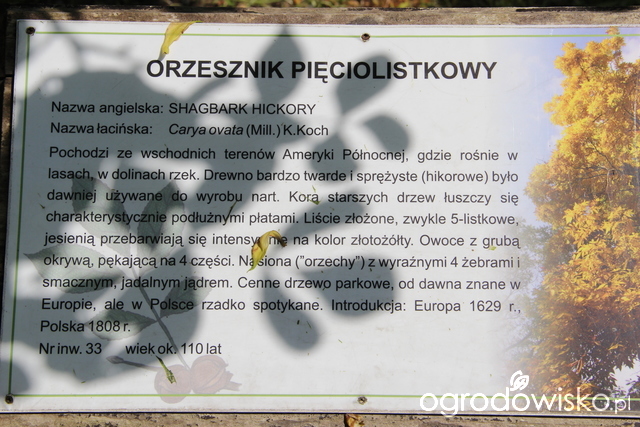 ORZESZNIK PIĘCIOLISTKOWY
Nazwa angielska: SHAGBARK HICKORY
Nazwa łacińska: Carya ovata (Mill.) K.Koch
Pochodzi ze wschodnich terenów Ameryki Północnej, gdzie rośnie w
lasach, w dolinach rzek. Drewno bardzo twarde i sprężyste (hikorowe) było
dawniej używane do wyrobu nart. Kora starszych drzew łuszczy się
charakterystycznie podłużnymi płatami. Liście złożone, zwykle 5-listkowe,
jesienią przebarwiają się intensywnie na kolor złotożółty. Owoce z grubą
okrywą, pękającą na 4 części. Nasiona ("orzechy") z wyraźnymi 4 żebrami i
smacznym, jadalnym jądrem. Cenne drzewo parkowe, od dawna znane w
Europie, ale w Polsce rzadko spotykane. Introdukcja: Europa 1629 r.,
Polska 1808 r.
Nr inw. 33 wiek ok. 110 lat
ogrodowisko.pl